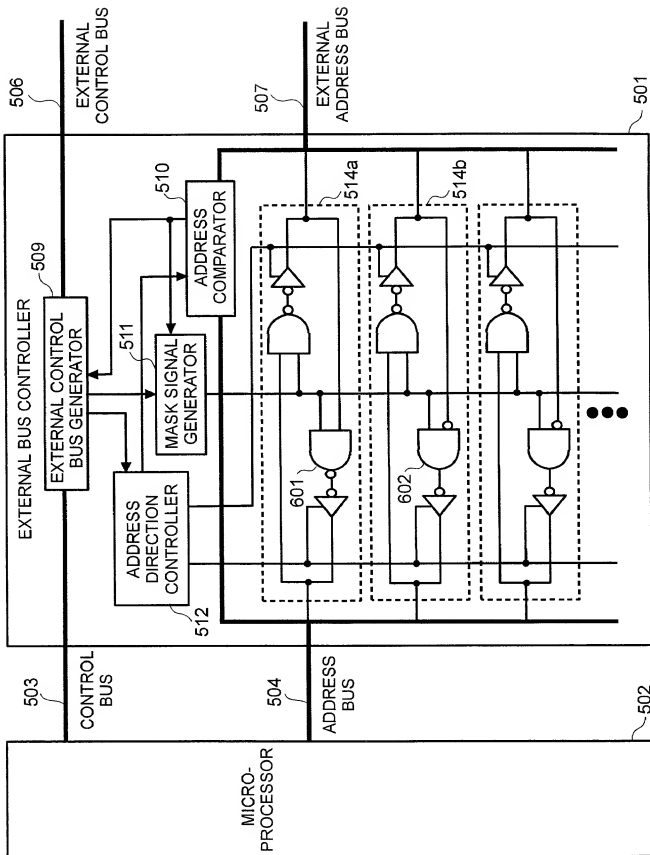 506
EXTERNAL
CONTROL BUS
507
EXTERNAL
ADDRESS BUS
501
EXTERNAL BUS CONTROLLER
509
EXTERNAL CONTROL
BUS GENERATOR
510
ADDRESS
COMPARATOR
511
MASK SIGNAL
GENERATOR
ADDRESS
DIRECTION
CONTROLLER
512
514a
514b
601
602
503
CONTROL
BUS
504
ADDRESS BUS
502
MICRO-
PROCESSOR